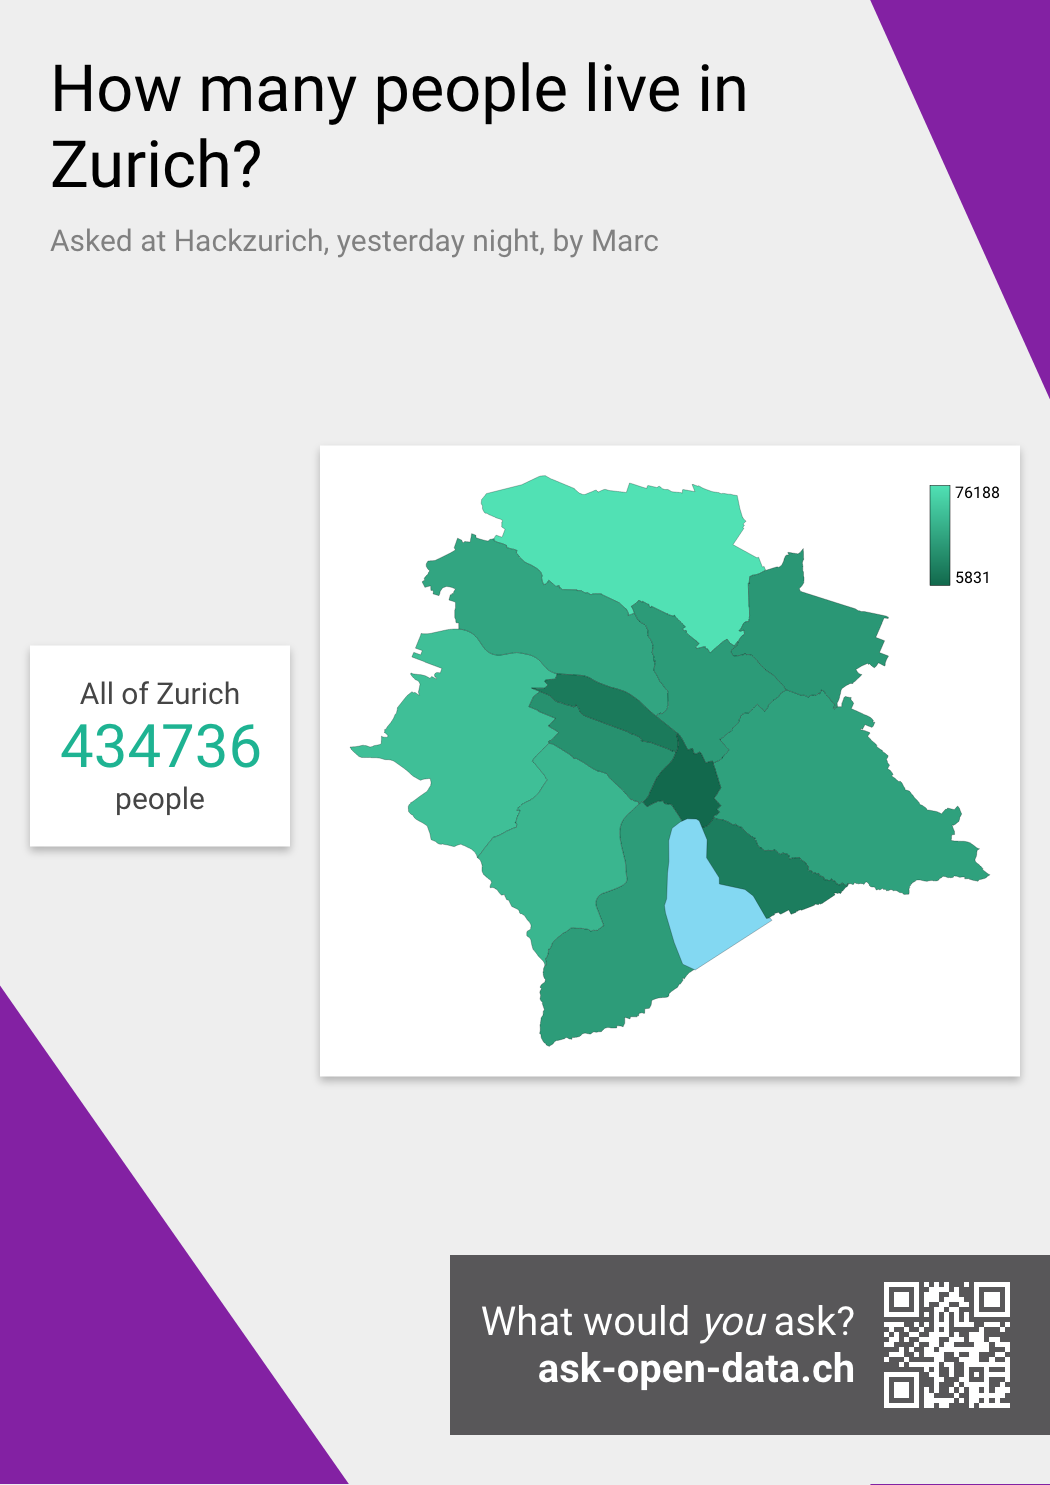 How many people live in
Zurich?
Asked at Hackzurich, yesterday night, by Marc
76188
5831
All of Zurich
434736
people
What would you ask?
ask-open-data.ch